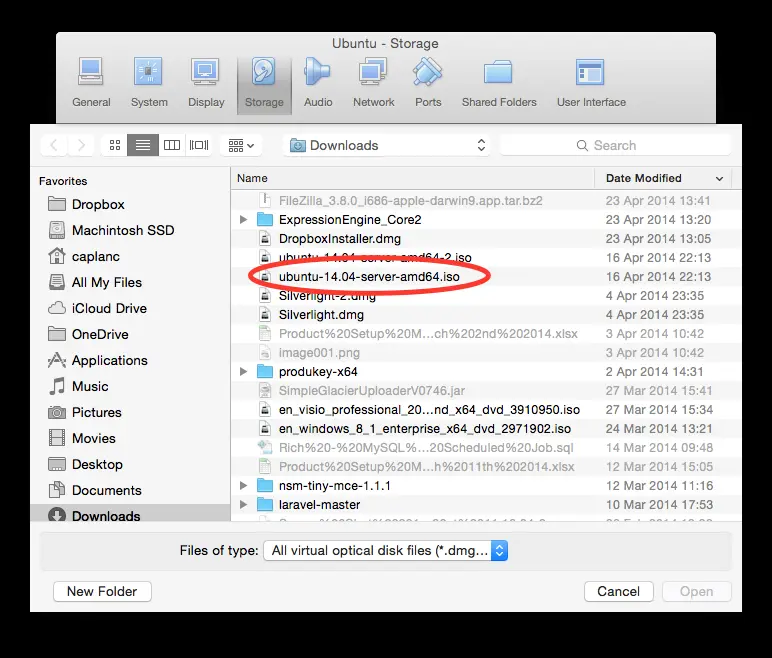 Ubuntu - Storage
General System Display Storage Audio Network Ports Shared Folders User Interface
Downloads
Search
Favorites
Dropbox
Machintosh SSD
caplanc
All My Files
iCloud Drive
OneDrive
Applications
Music
Pictures
Movies
Desktop
Documents
Downloads
Name Date Modified
FileZilla_3.8.0_i686-apple-darwin9.app.tar.bz2 23 Apr 2014 13:41
ExpressionEngine_Core2 23 Apr 2014 13:20
DropboxInstaller.dmg 23 Apr 2014 13:05
ubuntu-14.04-server-amd64-2.iso 16 Apr 2014 22:13
ubuntu-14.04-server-amd64.iso 16 Apr 2014 22:13
Silverlight-2.dmg 4 Apr 2014 23:35
Silverlight.dmg 4 Apr 2014 23:35
Product%20Setup%20M...ch%202nd%202014.xlsx 3 Apr 2014 10:42
image001.png 3 Apr 2014 10:42
produkey-x64 2 Apr 2014 14:31
SimpleGlacierUploaderV0746.jar 27 Mar 2014 15:41
en_visio_professional_20...nd_x64_dvd_3910950.iso 27 Mar 2014 15:34
en_windows_8_1_enterprise_x64_dvd_2971902.iso 24 Mar 2014 13:21
Rich%20-%20MySQL%...20Scheduled%20Job.sql 14 Mar 2014 09:48
Product%20Setup%20M...h%2011th%202014.xlsx 12 Mar 2014 15:05
nsm-tiny-mce-1.1.1 12 Mar 2014 11:16
laravel-master 10 Mar 2014 17:53
Files of type: All virtual optical disk files (*.dmg...
New Folder
Cancel
Open